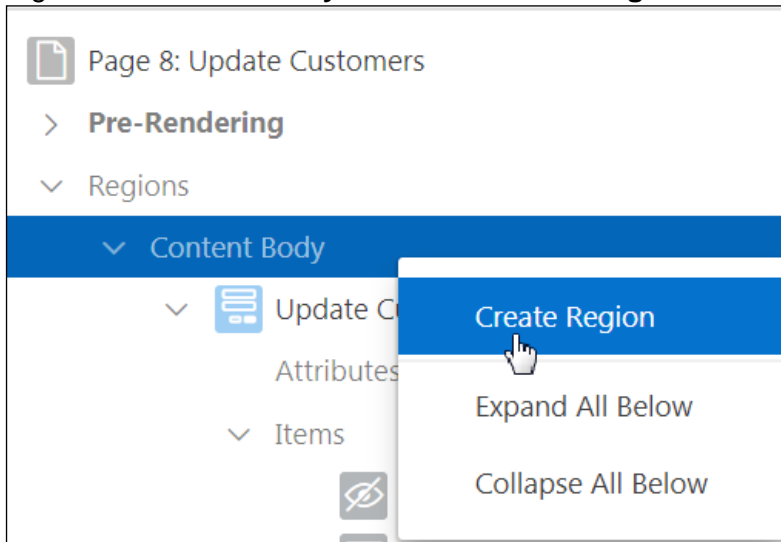 Page 8: Update Customers
Pre-Rendering
Regions
Content Body
Update C
Create Region
Attributes
Expand All Below
Items
Collapse All Below